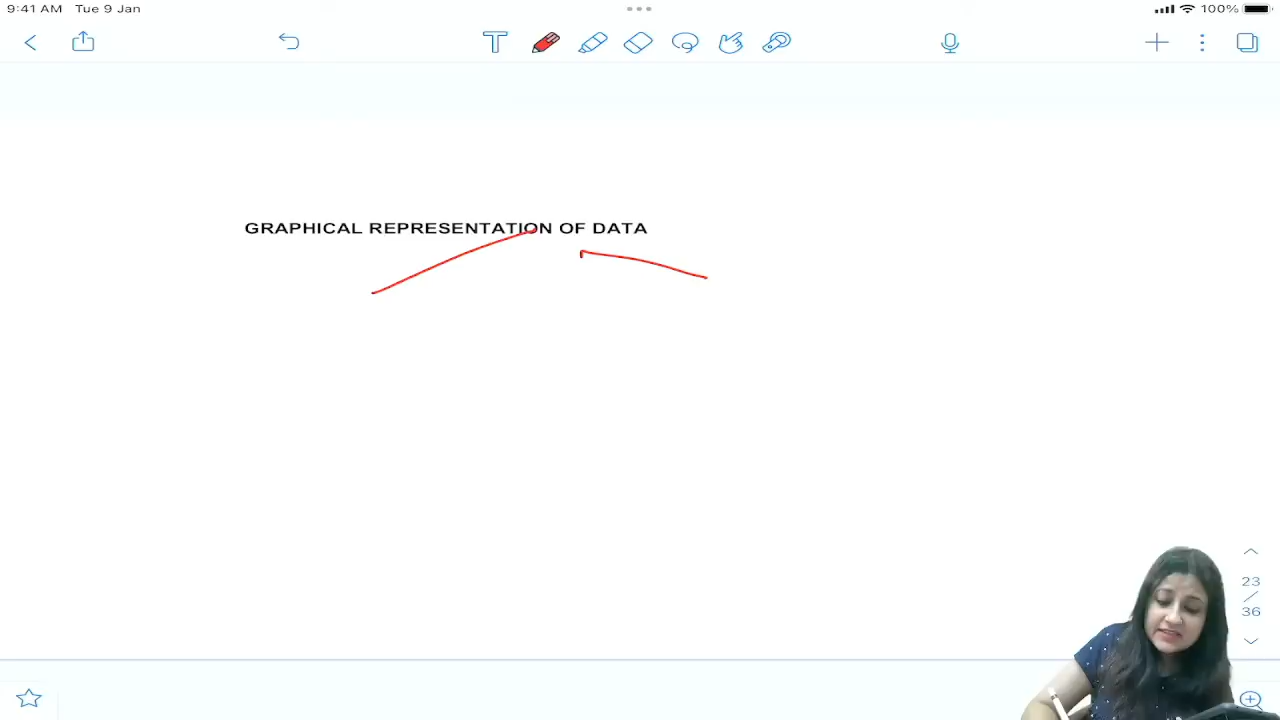 9:41 AM Tue 9 Jan
100%
T
GRAPHICAL REPRESENTATION OF DATA
23
36